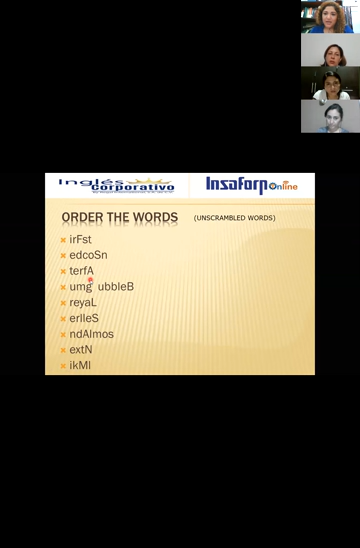 Inglés
Corporativo
Insaforp Online
ORDER THE WORDS (UNSCRAMBLED WORDS)
irFst
edcoSn
terfA
umg ubbleB
reyaL
erlleS
ndAlmos
extN
ikMl